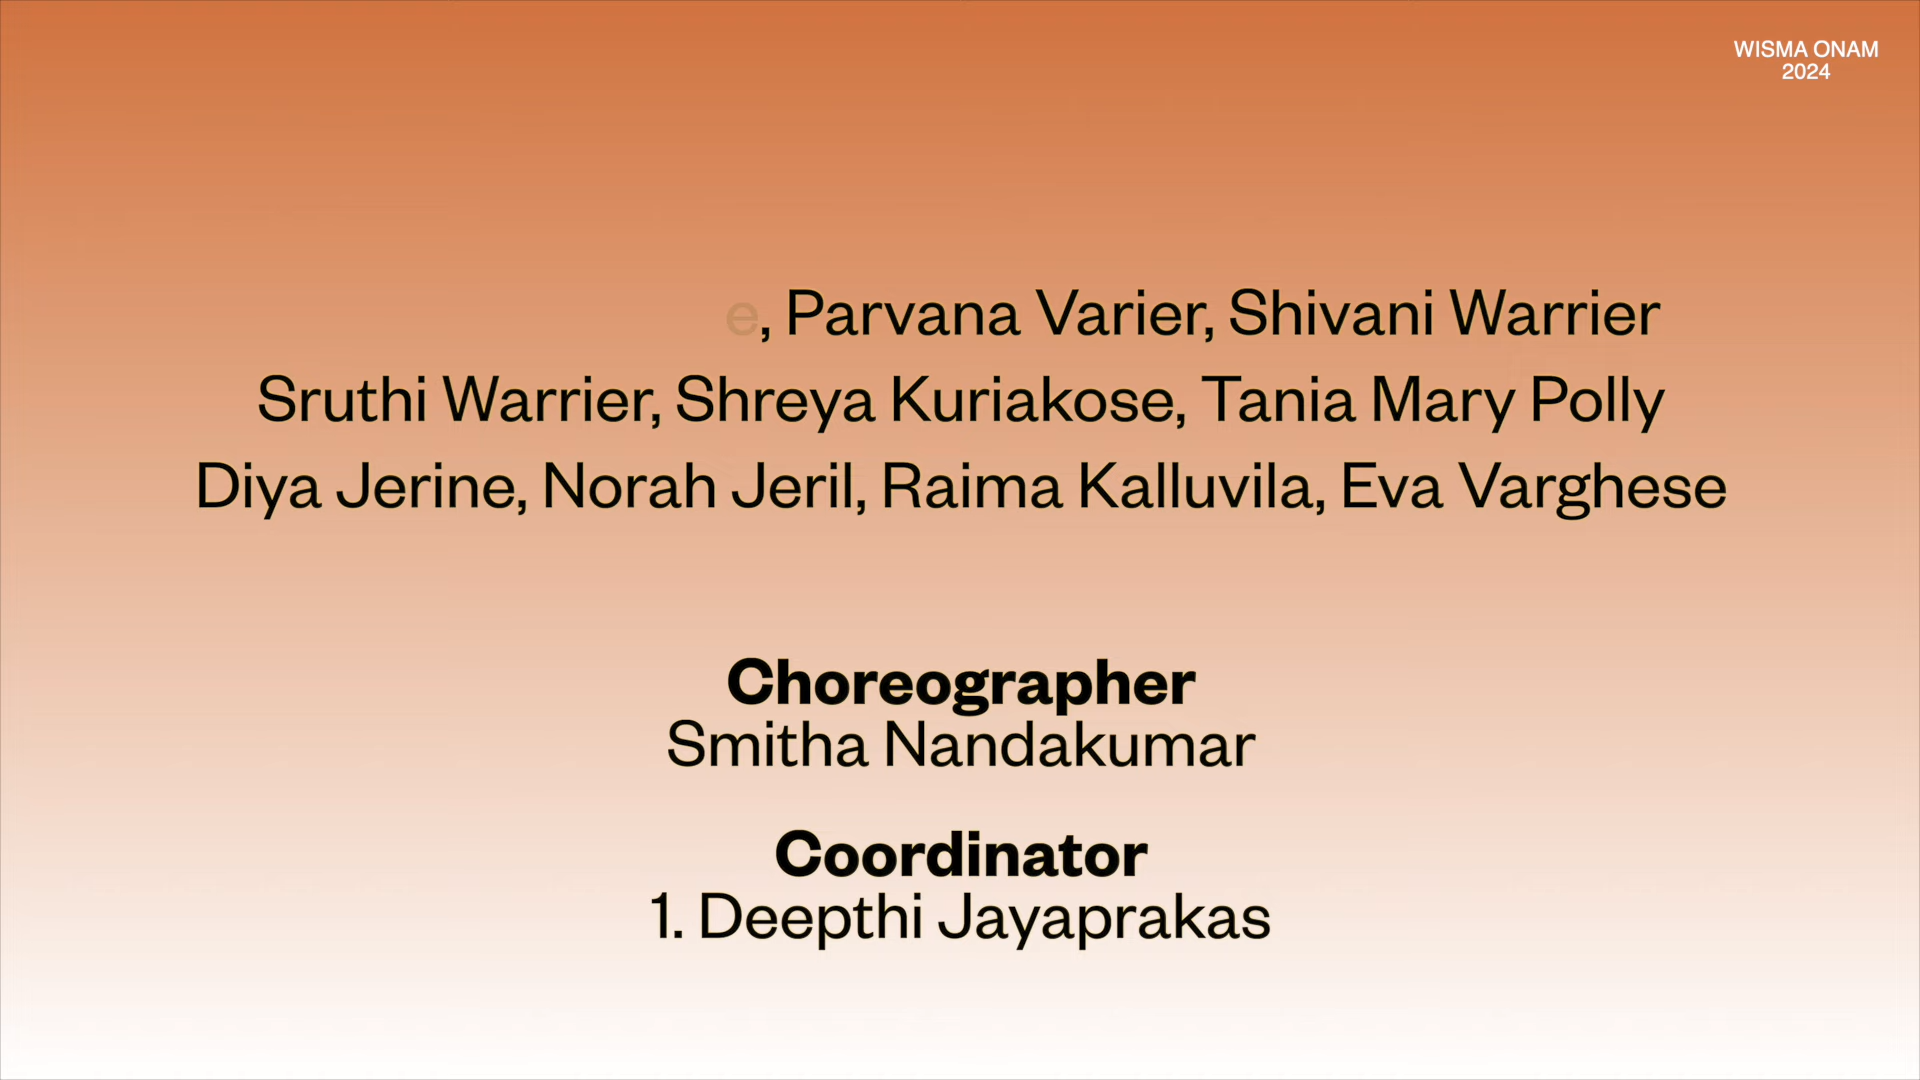 WISMA ONAM
2024
e, Parvana Varier, Shivani Warrier
Sruthi Warrier, Shreya Kuriakose, Tania Mary Polly
Diya Jerine, Norah Jeril, Raima Kalluvila, Eva Varghese
Choreographer
Smitha Nandakumar
Coordinator
1. Deepthi Jayaprakas